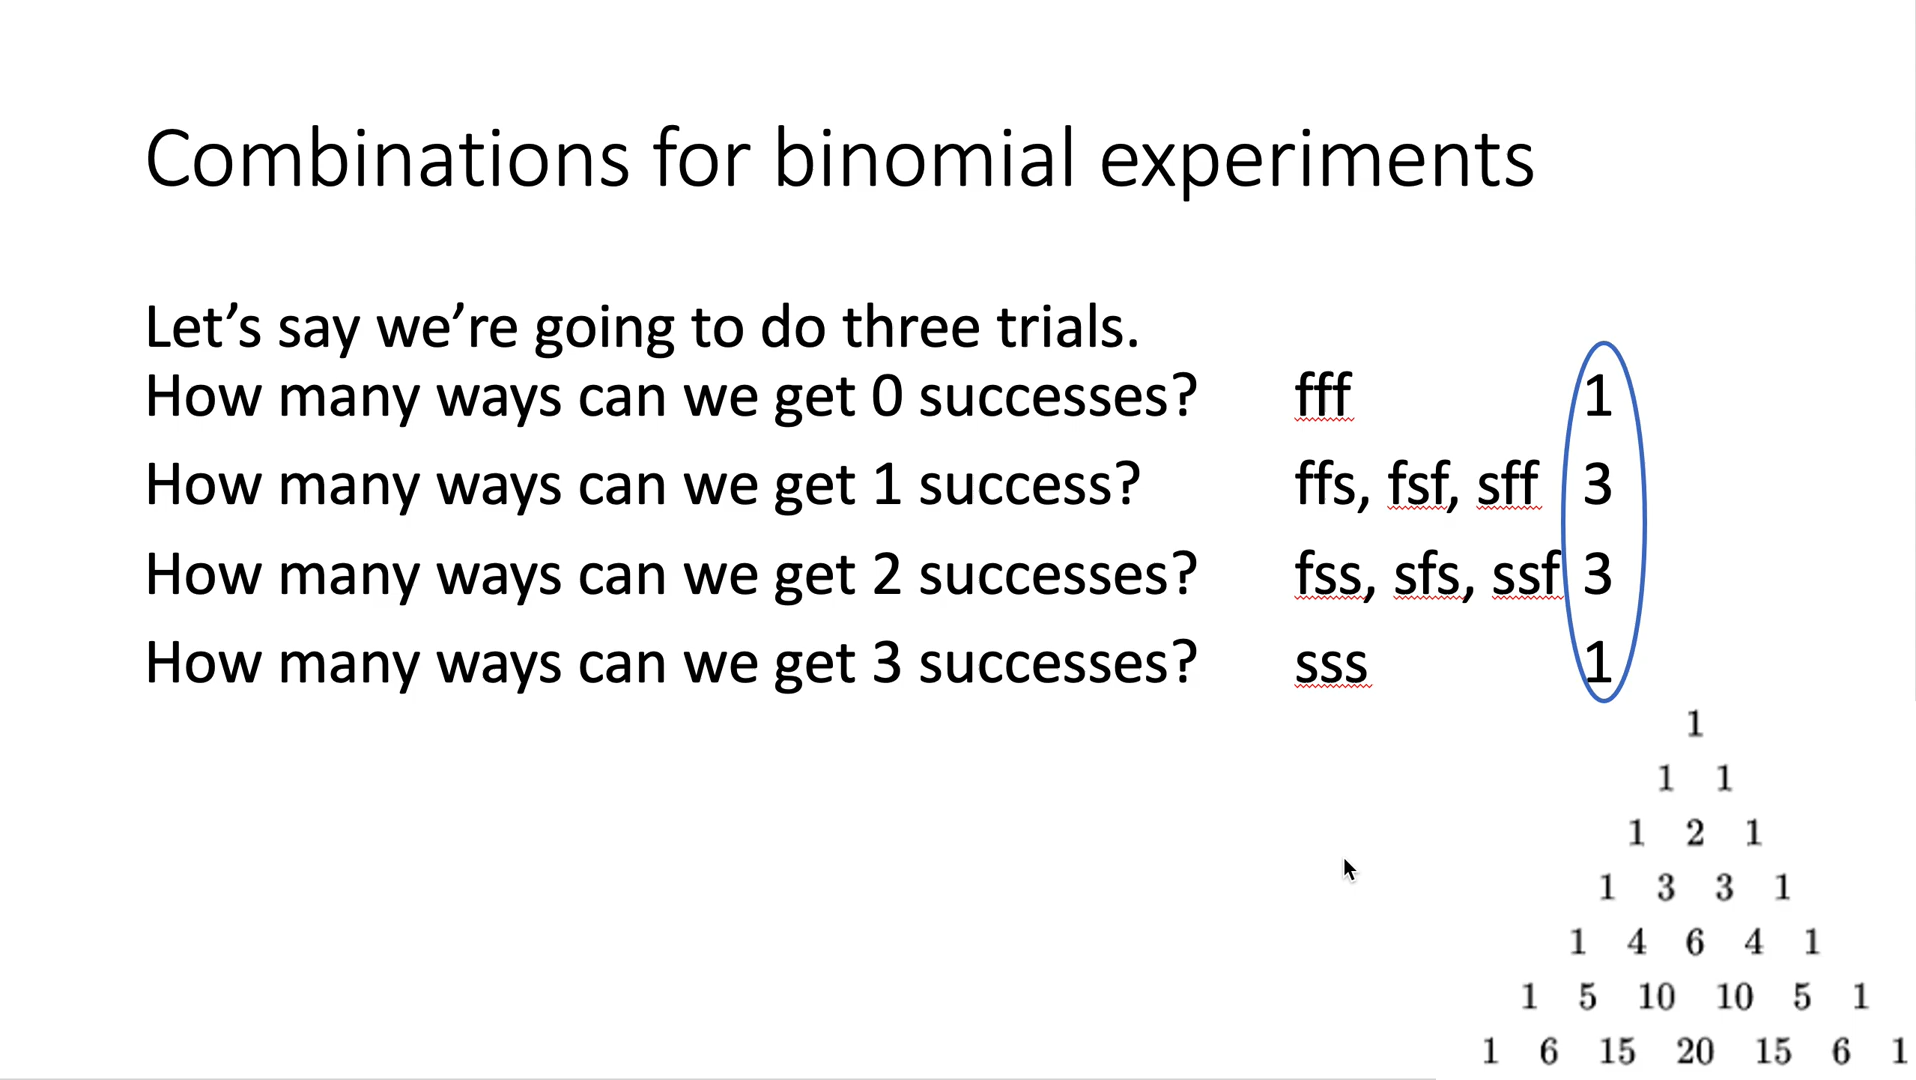 Combinations for binomial experiments
Let’s say we’re going to do three trials.
How many ways can we get 0 successes? fff 1
How many ways can we get 1 success? ffs, fsf, sff 3
How many ways can we get 2 successes? fss, sfs, ssf 3
How many ways can we get 3 successes? sss 1
1
1 1
1 2 1
1 3 3 1
1 4 6 4 1
1 5 10 10 5 1
1 6 15 20 15 6 1